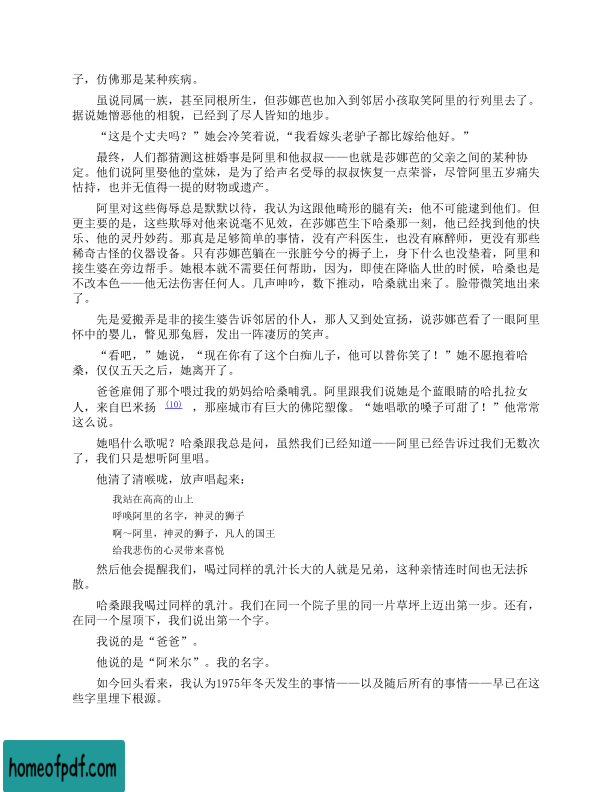 子，仿佛那是某种疾病。
虽说同属一族，甚至同根所生，但莎娜芭也加入到邻居小孩取笑阿里的行列里去了。
据说她憎恶他的相貌，已经到了尽人皆知的地步。
“这是个丈夫吗？”她会冷笑着说,“我看嫁头老驴子都比嫁给他好。”
最终，人们都猜测这桩婚事是阿里和他叔叔——也就是莎娜芭的父亲之间的某种协
定。他们说阿里娶他的堂妹，是为了给声名受辱的叔叔恢复一点荣誉，尽管阿里五岁痛失
怙持，也并无值得一提的财物或遗产。
阿里对这些侮辱总是默默以待，我认为这跟他畸形的腿有关：他不可能逮到他们。但
更主要的是，这些欺辱对他来说毫不见效，在莎娜芭生下哈桑那一刻，他已经找到他的快
乐、他的灵丹妙药。那真是足够简单的事情，没有产科医生，也没有麻醉师，更没有那些
稀奇古怪的仪器设备。只有莎娜芭躺在一张脏兮兮的褥子上，身下什么也没垫着，阿里和
接生婆在旁边帮手。她根本就不需要任何帮助，因为，即使在降临人世的时候，哈桑也是
不改本色——他无法伤害任何人。几声呻吟，数下推动，哈桑就出来了。脸带微笑地出来
了。
先是爱搬弄是非的接生婆告诉邻居的仆人，那人又到处宣扬，说莎娜芭看了一眼阿里
怀中的婴儿，瞥见那兔唇，发出一阵凄厉的笑声。
“看吧，”她说，“现在你有了这个白痴儿子，他可以替你笑了！”她不愿抱着哈
桑，仅仅五天之后，她离开了。
爸爸雇佣了那个喂过我的奶妈给哈桑哺乳。阿里跟我们说她是个蓝眼睛的哈扎拉女
人，来自巴米扬 (10) ，那座城市有巨大的佛陀塑像。“她唱歌的嗓子可甜了！”他常常
这么说。
她唱什么歌呢？哈桑跟我总是问，虽然我们已经知道——阿里已经告诉过我们无数次
了，我们只是想听阿里唱。
他清了清喉咙，放声唱起来：
我站在高高的山上
呼唤阿里的名字，神灵的狮子
啊～阿里，神灵的狮子，凡人的国王
给我悲伤的心灵带来喜悦
然后他会提醒我们，喝过同样的乳汁长大的人就是兄弟，这种亲情连时间也无法拆
散。
哈桑跟我喝过同样的乳汁。我们在同一个院子里的同一片草坪上迈出第一步。还有，
在同一个屋顶下，我们说出第一个字。
我说的是“爸爸”。
他说的是“阿米尔”。我的名字。
如今回头看来，我认为1975年冬天发生的事情——以及随后所有的事情——早已在这
些字里埋下根源。
homeofpdf.com